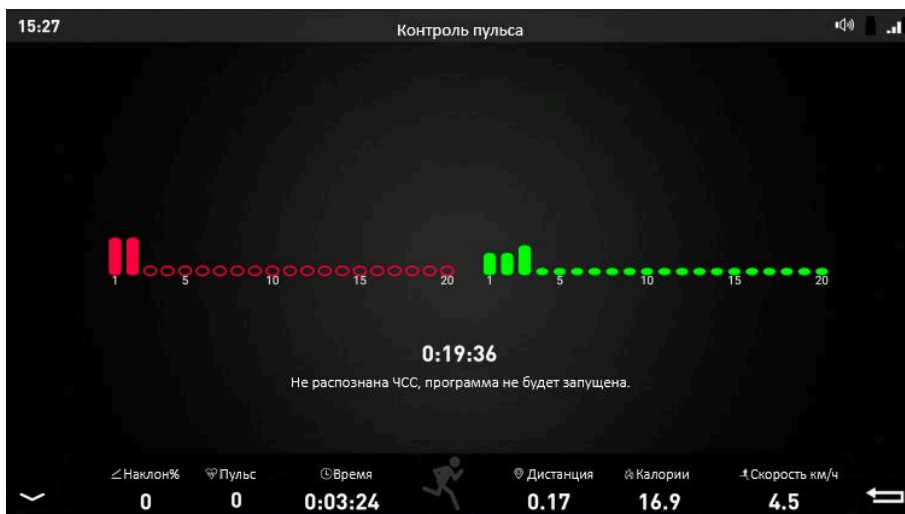 15:27 Контроль пульса
1 5 10 15 20 1 5 10 15 20
0:19:36
Не распознана ЧСС, программа не будет запущена.
Наклон% Пульс Время Дистанция Калории Скорость км/ч
0 0 0:03:24 0.17 16.9 4.5